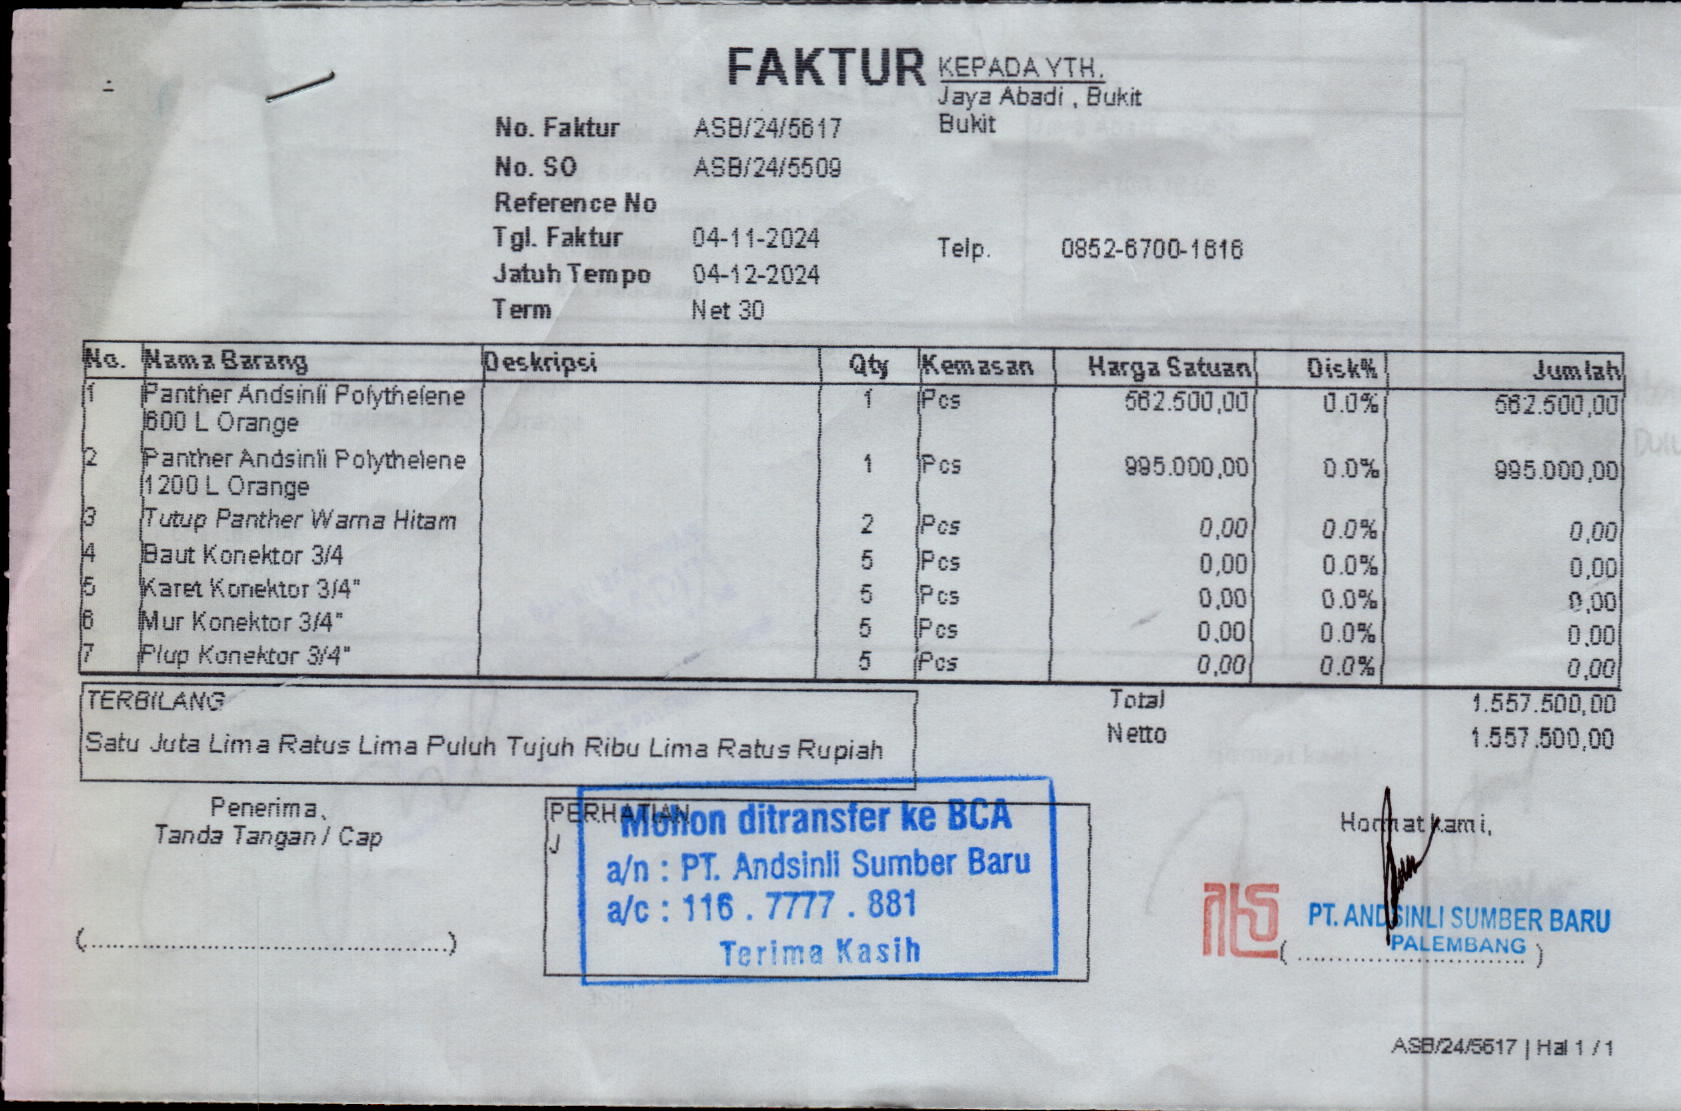 FAKTUR
KEPADA YTH.
Jaya Abadi , Bukit
Bukit
No. Faktur ASB/24/5617
No. SO ASB/24/5509
Reference No
Tgl. Faktur 04-11-2024
Jatuh Tempo 04-12-2024
Term Net 30
Telp. 0852-6700-1616
No. Nama Barang Deskripsi Qty Kemasan Harga Satuan Disk% Jumlah
1 Panther Andsinli Polythelene 1 Pcs 562.500,00 0.0% 562.500,00
600 L Orange
2 Panther Andsinli Polythelene 1 Pcs 995.000,00 0.0% 995.000,00
1200 L Orange
3 Tutup Panther Warna Hitam 2 Pcs 0,00 0.0% 0,00
4 Baut Konektor 3/4 5 Pcs 0,00 0.0% 0,00
5 Karet Konektor 3/4" 5 Pcs 0,00 0.0% 0,00
6 Mur Konektor 3/4" 5 Pcs 0,00 0.0% 0,00
7 Plup Konektor 3/4" 5 Pcs 0,00 0.0% 0,00
TERBILANG
Satu Juta Lima Ratus Lima Puluh Tujuh Ribu Lima Ratus Rupiah
Total 1.557.500,00
Netto 1.557.500,00
Penerima,
Tanda Tangan / Cap
(................................................)
PERHATIAN
J
Mohon ditransfer ke BCA
a/n : PT. Andsinli Sumber Baru
a/c : 116 . 7777 . 881
Terima Kasih
Hormat kami,
PT. ANDSINLI SUMBER BARU
PALEMBANG
( .............................. )
ASB/24/5617 | Hal 1 / 1